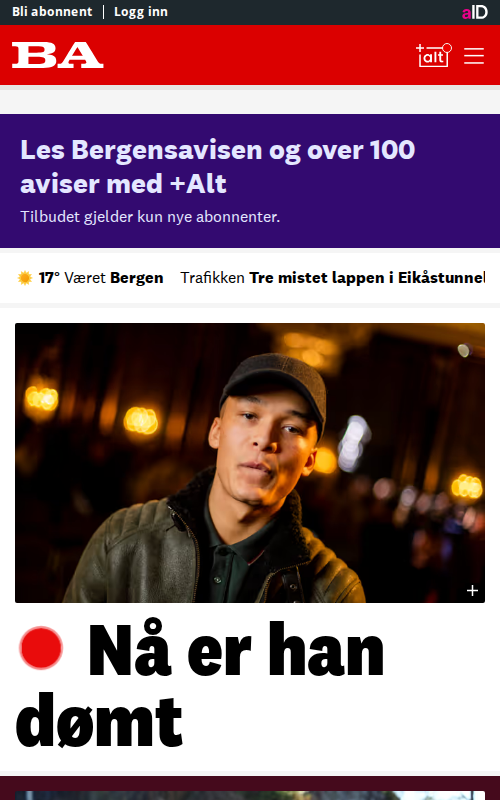 Bli abonnent Logg inn aID
BA +alt
Les Bergensavisen og over 100
aviser med +Alt
Tilbudet gjelder kun nye abonnenter.
17° Været Bergen Trafikken Tre mistet lappen i Eikåstunnel
Nå er han
dømt